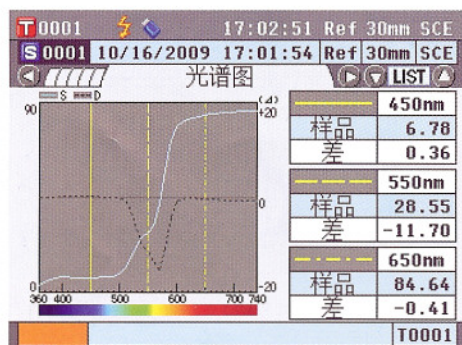 T 0001 17:02:51 Ref 30mm SCE
S 0001 10/16/2009 17:01:54 Ref 30mm SCE
光谱图 LIST
S D (⊿)
90 +20
0
0 -20
360 400 500 600 700 740
450nm
样品 6.78
差 0.36
550nm
样品 28.55
差 -11.70
650nm
样品 84.64
差 -0.41
T0001